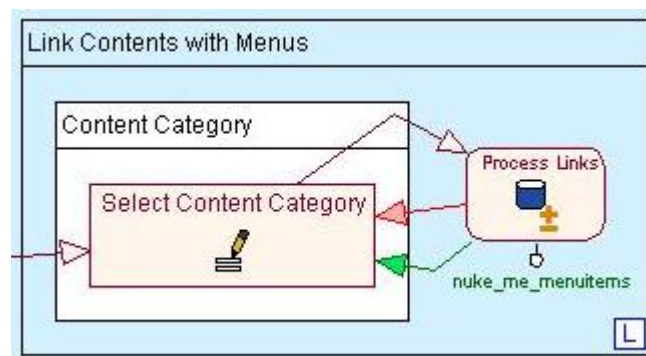 Link Contents with Menus
Content Category
Process Links
Select Content Category
nuke_me_menuitems
L